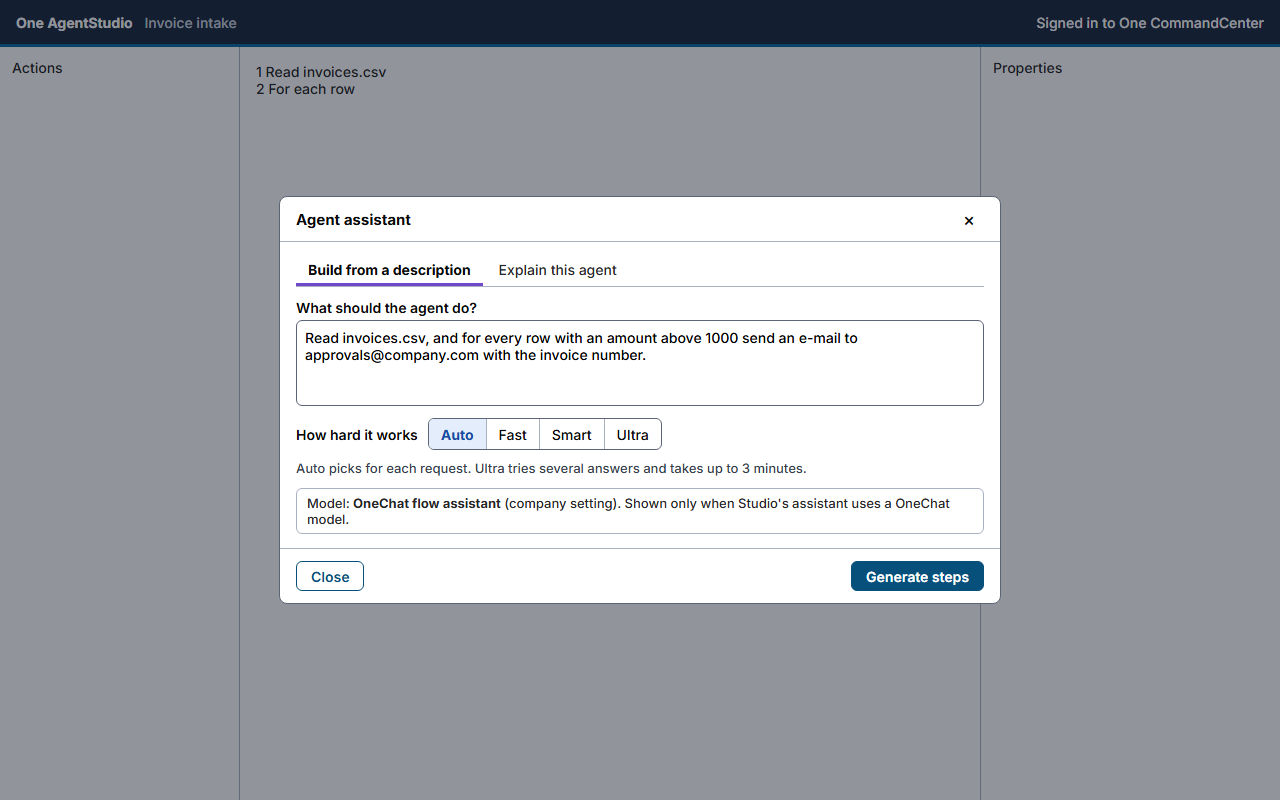 One AgentStudio Invoice intake Signed in to One CommandCenter
Actions
1 Read invoices.csv
2 For each row
Properties
Agent assistant ×
Build from a description Explain this agent
What should the agent do?
Read invoices.csv, and for every row with an amount above 1000 send an e-mail to
approvals@company.com with the invoice number.
How hard it works Auto Fast Smart Ultra
Auto picks for each request. Ultra tries several answers and takes up to 3 minutes.
Model: OneChat flow assistant (company setting). Shown only when Studio's assistant uses a OneChat
model.
Close Generate steps